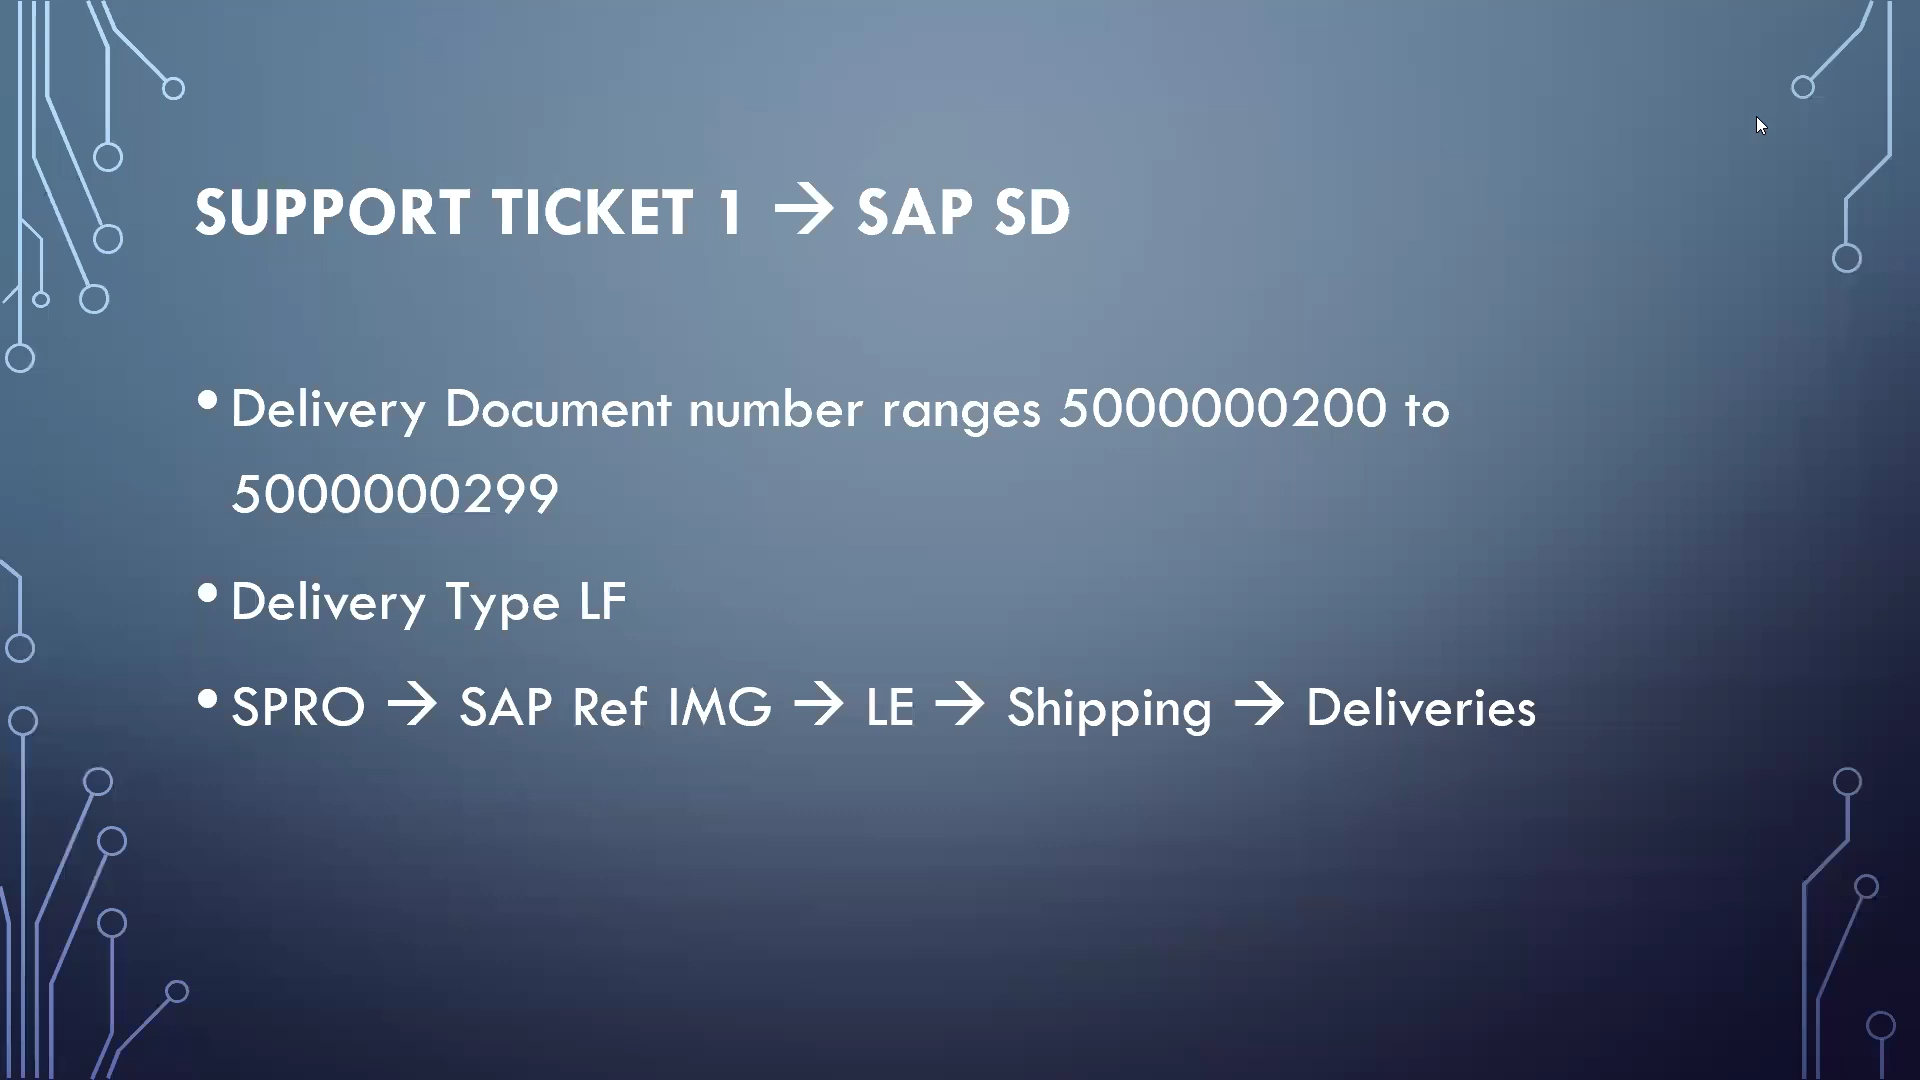 SUPPORT TICKET 1 → SAP SD
• Delivery Document number ranges 5000000200 to
5000000299
• Delivery Type LF
• SPRO → SAP Ref IMG → LE → Shipping → Deliveries